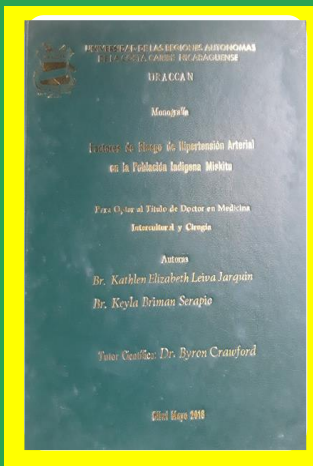 UNIVERSIDAD DE LAS REGIONES AUTONOMAS
DE LA COSTA CARIBE NICARAGUENSE
URACCAN
Monografía
Factores de Riesgo de Hipertensión Arterial
en la Población Indígena Miskitu
Para Optar al Título de Doctor en Medicina
Intercultural y Cirugía
Autoras
Br. Kathlen Elizabeth Leiva Jarquín
Br. Keyla Briman Serapio
Tutor Científico: Dr. Byron Crawford
Mayo 2018